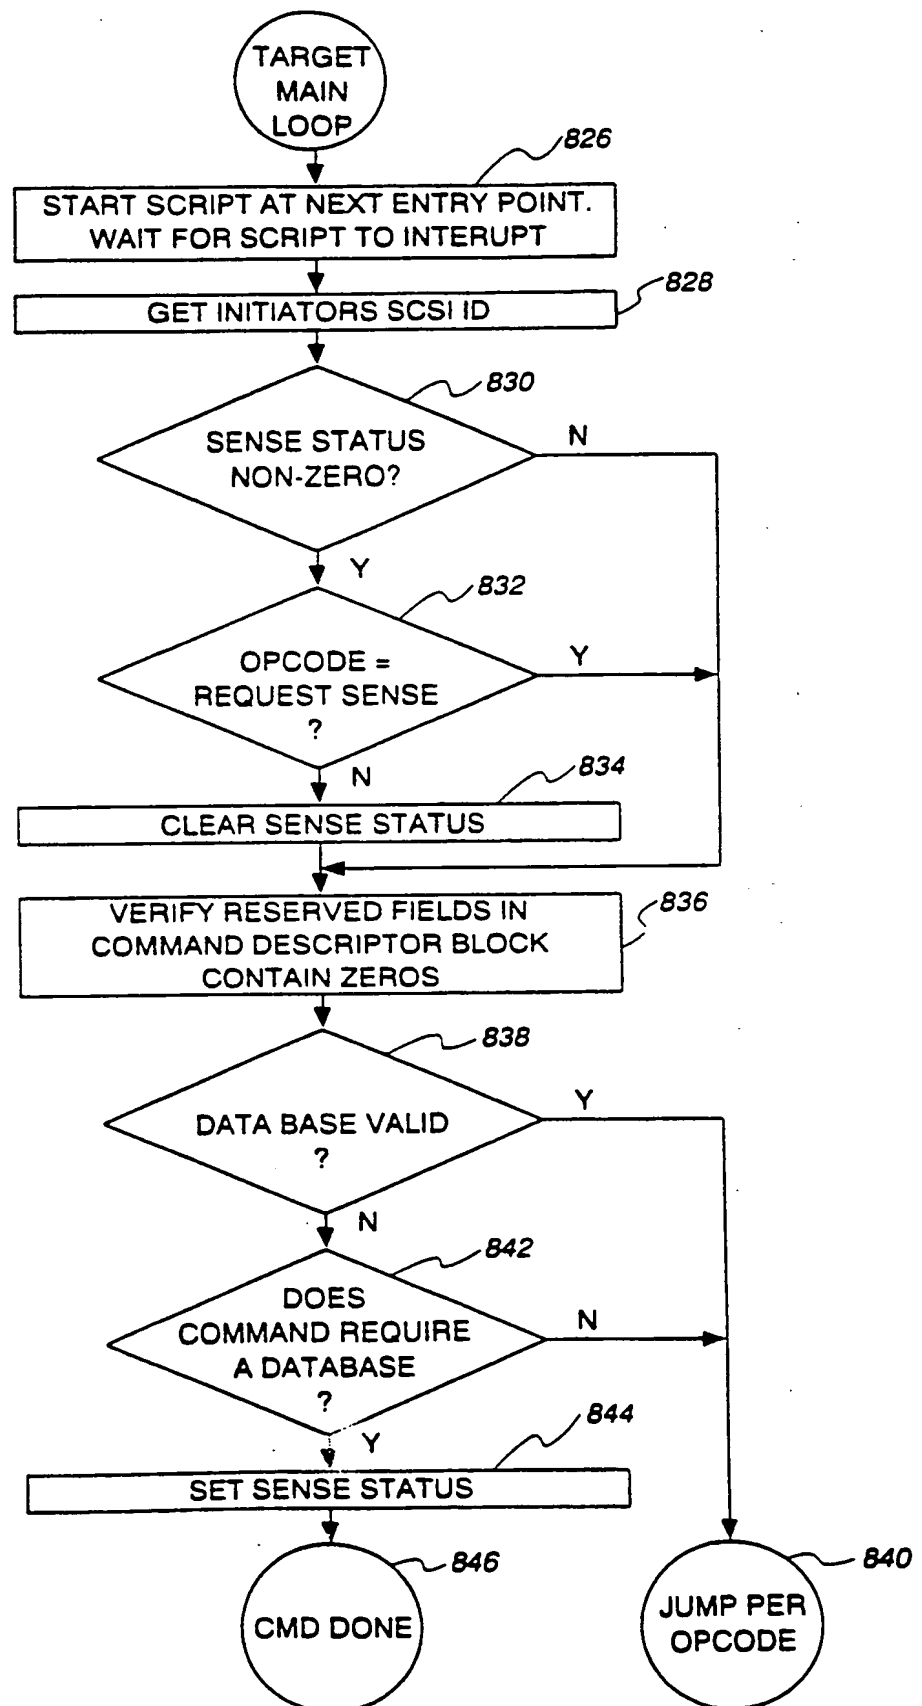 TARGET
MAIN
LOOP
826
START SCRIPT AT NEXT ENTRY POINT.
WAIT FOR SCRIPT TO INTERUPT
828
GET INITIATORS SCSI ID
830
SENSE STATUS
NON-ZERO?
N
Y
832
OPCODE =
REQUEST SENSE
?
Y
N
834
CLEAR SENSE STATUS
836
VERIFY RESERVED FIELDS IN
COMMAND DESCRIPTOR BLOCK
CONTAIN ZEROS
838
DATA BASE VALID
?
Y
N
842
DOES
COMMAND REQUIRE
A DATABASE
?
N
Y
844
SET SENSE STATUS
846
CMD DONE
840
JUMP PER
OPCODE